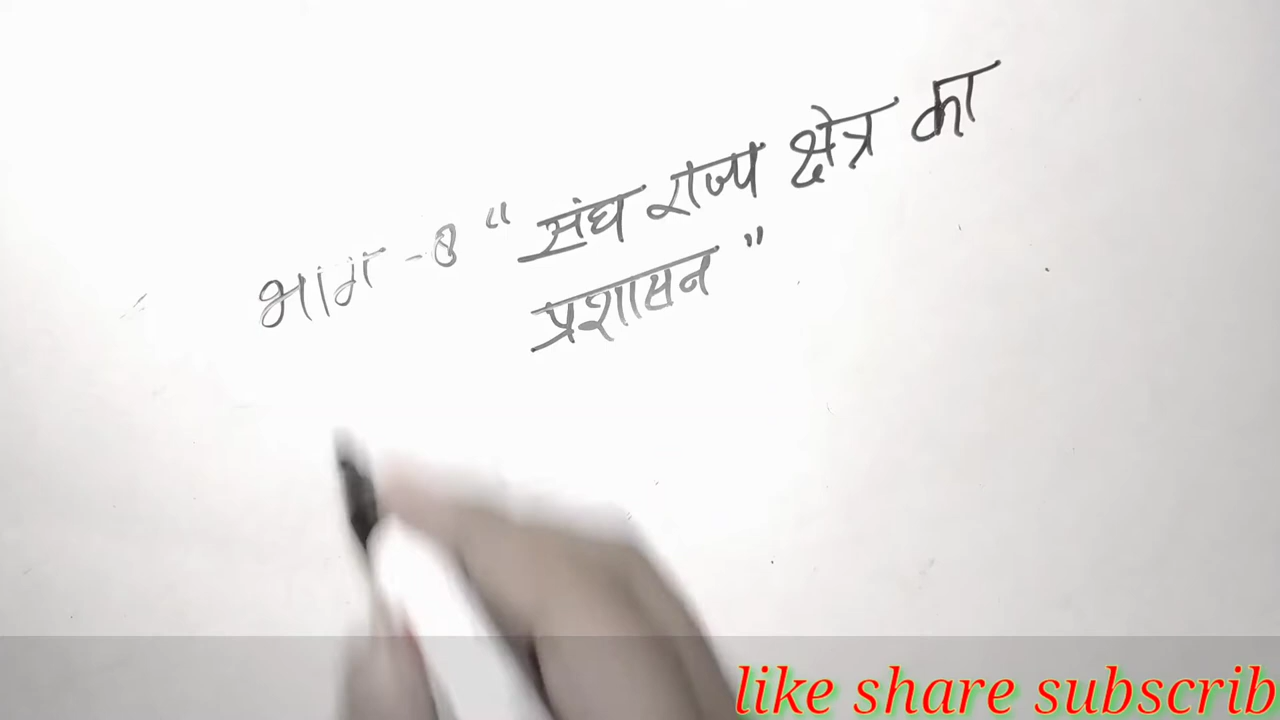 भाग -8 " संघ राज्य क्षेत्र का
प्रशासन "
like share subscrib